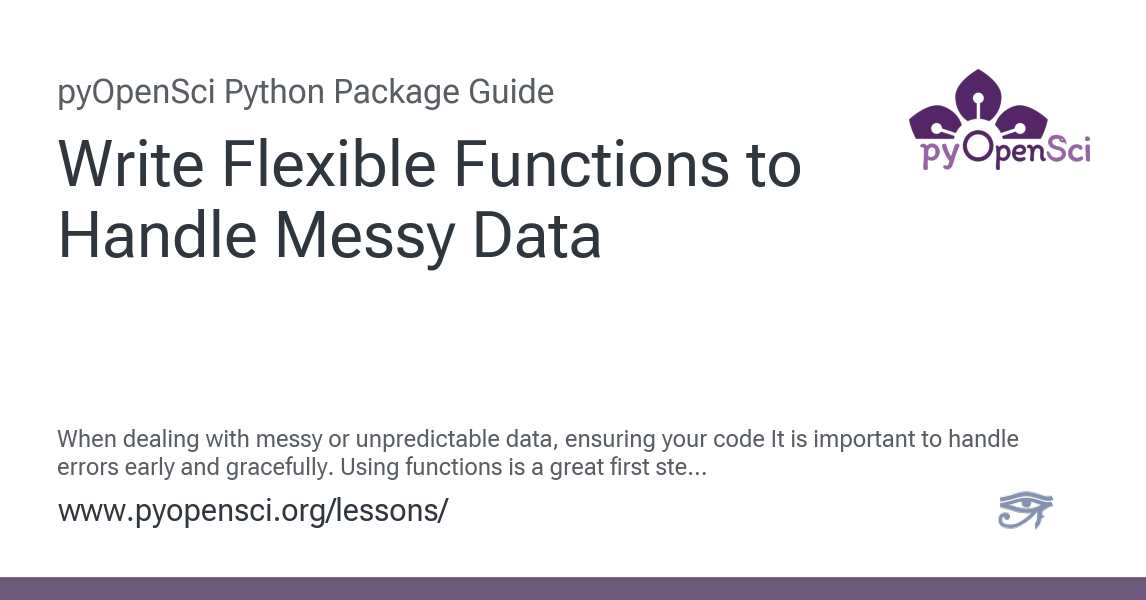 pyOpenSci Python Package Guide
Write Flexible Functions to
Handle Messy Data
pyOpenSci
When dealing with messy or unpredictable data, ensuring your code It is important to handle
errors early and gracefully. Using functions is a great first ste...
www.pyopensci.org/lessons/